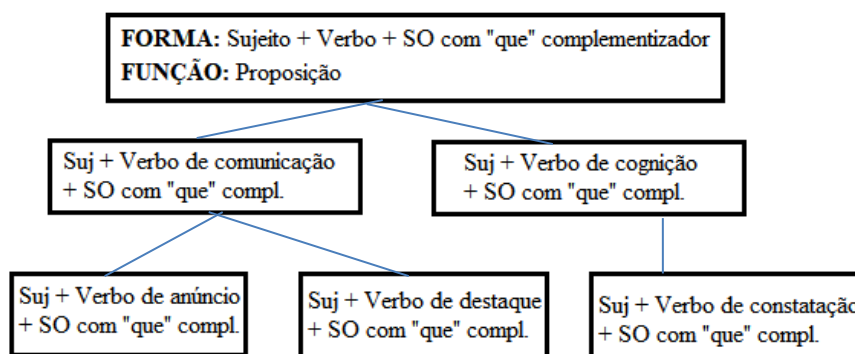 FORMA: Sujeito + Verbo + SO com "que" complementizador
FUNÇÃO: Proposição
Suj + Verbo de comunicação
+ SO com "que" compl.
Suj + Verbo de cognição
+ SO com "que" compl.
Suj + Verbo de anúncio
+ SO com "que" compl.
Suj + Verbo de destaque
+ SO com "que" compl.
Suj + Verbo de constatação
+ SO com "que" compl.